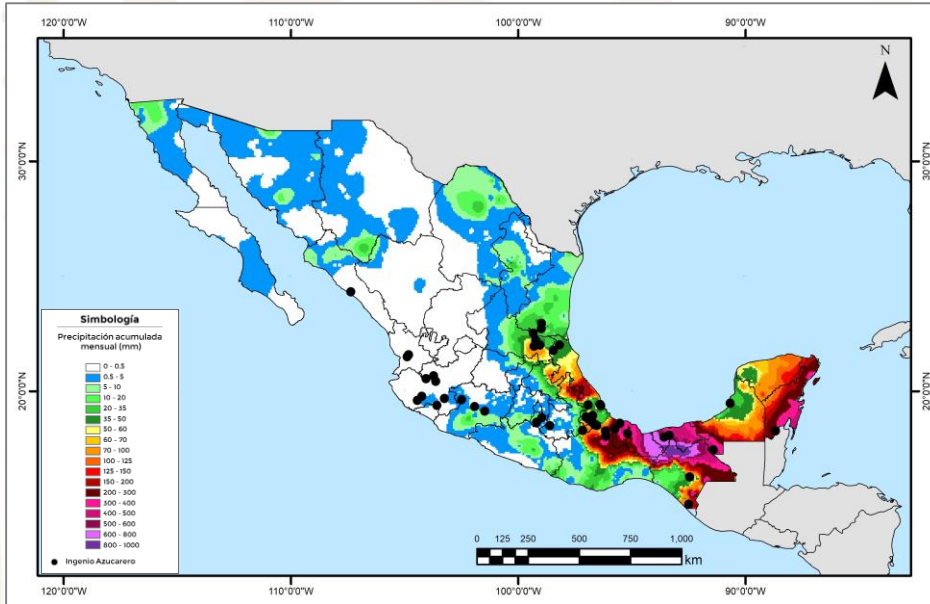 120°0'0"W
110°0'0"W
100°0'0"W
90°0'0"W
N
30°0'0"N
30°0'0"N
20°0'0"N
20°0'0"N
Simbología
Precipitación acumulada
mensual (mm)
0 - 0.5
0.5 - 5
5 - 10
10 - 20
20 - 35
35 - 50
50 - 60
60 - 70
70 - 100
100 - 125
125 - 150
150 - 200
200 - 300
300 - 400
400 - 500
500 - 600
600 - 800
800 - 1000
Ingenio Azucarero
0 125 250 500 750 1,000
km
120°0'0"W
110°0'0"W
100°0'0"W
90°0'0"W